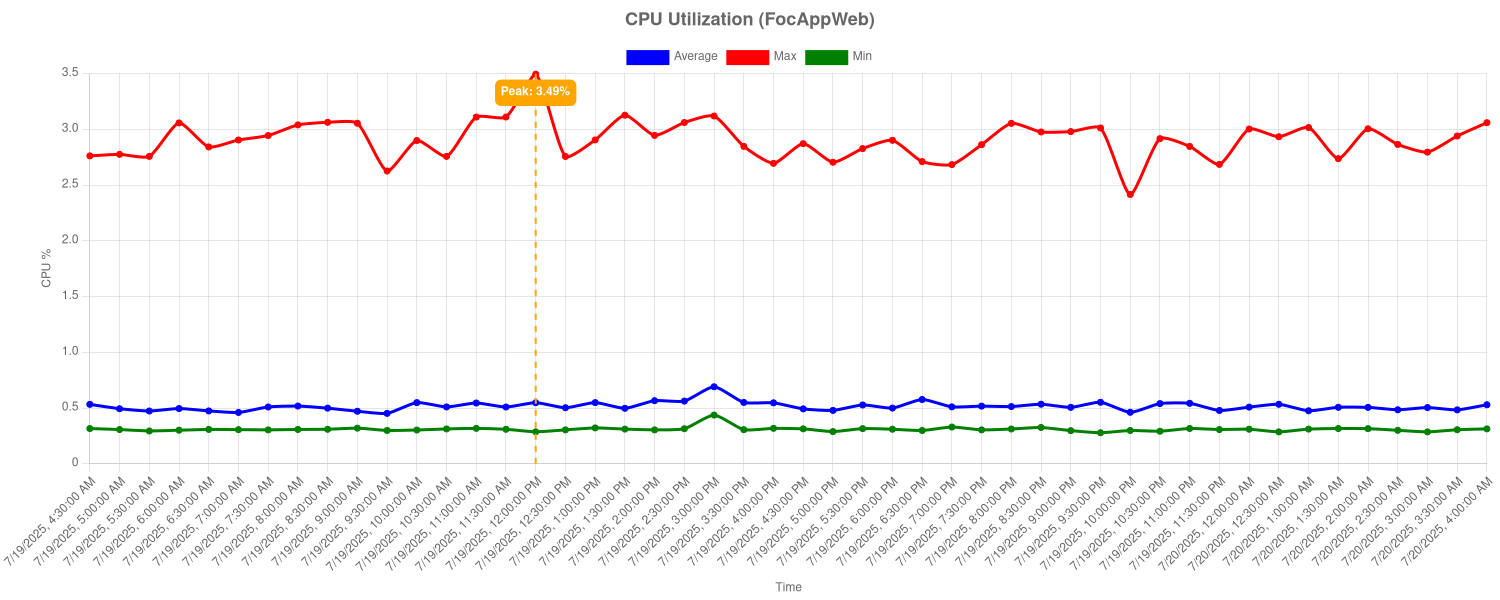 CPU Utilization (FocAppWeb)
Average Max Min
3.5
Peak: 3.49%
3.0
2.5
2.0
CPU %
1.5
1.0
0.5
0
7/19/2025, 4:30:00 AM
7/19/2025, 5:00:00 AM
7/19/2025, 5:30:00 AM
7/19/2025, 6:00:00 AM
7/19/2025, 6:30:00 AM
7/19/2025, 7:00:00 AM
7/19/2025, 7:30:00 AM
7/19/2025, 8:00:00 AM
7/19/2025, 8:30:00 AM
7/19/2025, 9:00:00 AM
7/19/2025, 9:30:00 AM
7/19/2025, 10:00:00 AM
7/19/2025, 10:30:00 AM
7/19/2025, 11:00:00 AM
7/19/2025, 11:30:00 AM
7/19/2025, 12:00:00 PM
7/19/2025, 12:30:00 PM
7/19/2025, 1:00:00 PM
7/19/2025, 1:30:00 PM
7/19/2025, 2:00:00 PM
7/19/2025, 2:30:00 PM
7/19/2025, 3:00:00 PM
7/19/2025, 3:30:00 PM
7/19/2025, 4:00:00 PM
7/19/2025, 4:30:00 PM
7/19/2025, 5:00:00 PM
7/19/2025, 5:30:00 PM
7/19/2025, 6:00:00 PM
7/19/2025, 6:30:00 PM
7/19/2025, 7:00:00 PM
7/19/2025, 7:30:00 PM
7/19/2025, 8:00:00 PM
7/19/2025, 8:30:00 PM
7/19/2025, 9:00:00 PM
7/19/2025, 9:30:00 PM
7/19/2025, 10:00:00 PM
7/19/2025, 10:30:00 PM
7/19/2025, 11:00:00 PM
7/19/2025, 11:30:00 PM
7/20/2025, 12:00:00 AM
7/20/2025, 12:30:00 AM
7/20/2025, 1:00:00 AM
7/20/2025, 1:30:00 AM
7/20/2025, 2:00:00 AM
7/20/2025, 2:30:00 AM
7/20/2025, 3:00:00 AM
7/20/2025, 3:30:00 AM
7/20/2025, 4:00:00 AM
Time